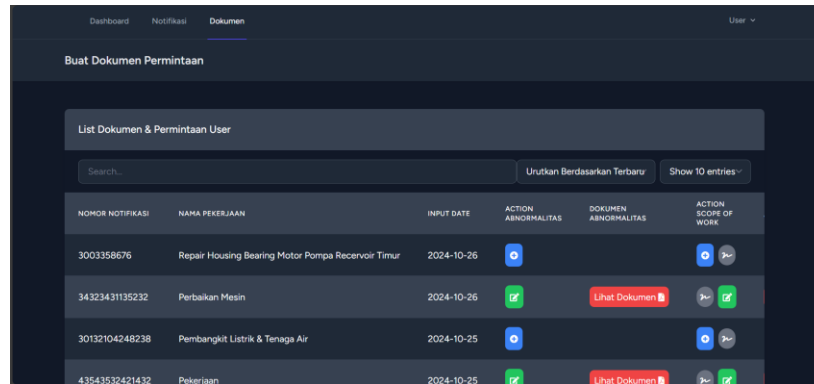 Dashboard Notifikasi Dokumen User
Buat Dokumen Permintaan
List Dokumen & Permintaan User
Search...
Urutkan Berdasarkan Terbaru
Show 10 entries
NOMOR NOTIFIKASI NAMA PEKERJAAN INPUT DATE ACTION ABNORMALITAS DOKUMEN ABNORMALITAS ACTION SCOPE OF WORK
3003358676 Repair Housing Bearing Motor Pompa Recervoir Timur 2024-10-26
34323431135232 Perbaikan Mesin 2024-10-26 Lihat Dokumen
30132104248238 Pembangkit Listrik & Tenaga Air 2024-10-25
43543532421432 Pekerjaan 2024-10-25 Lihat Dokumen